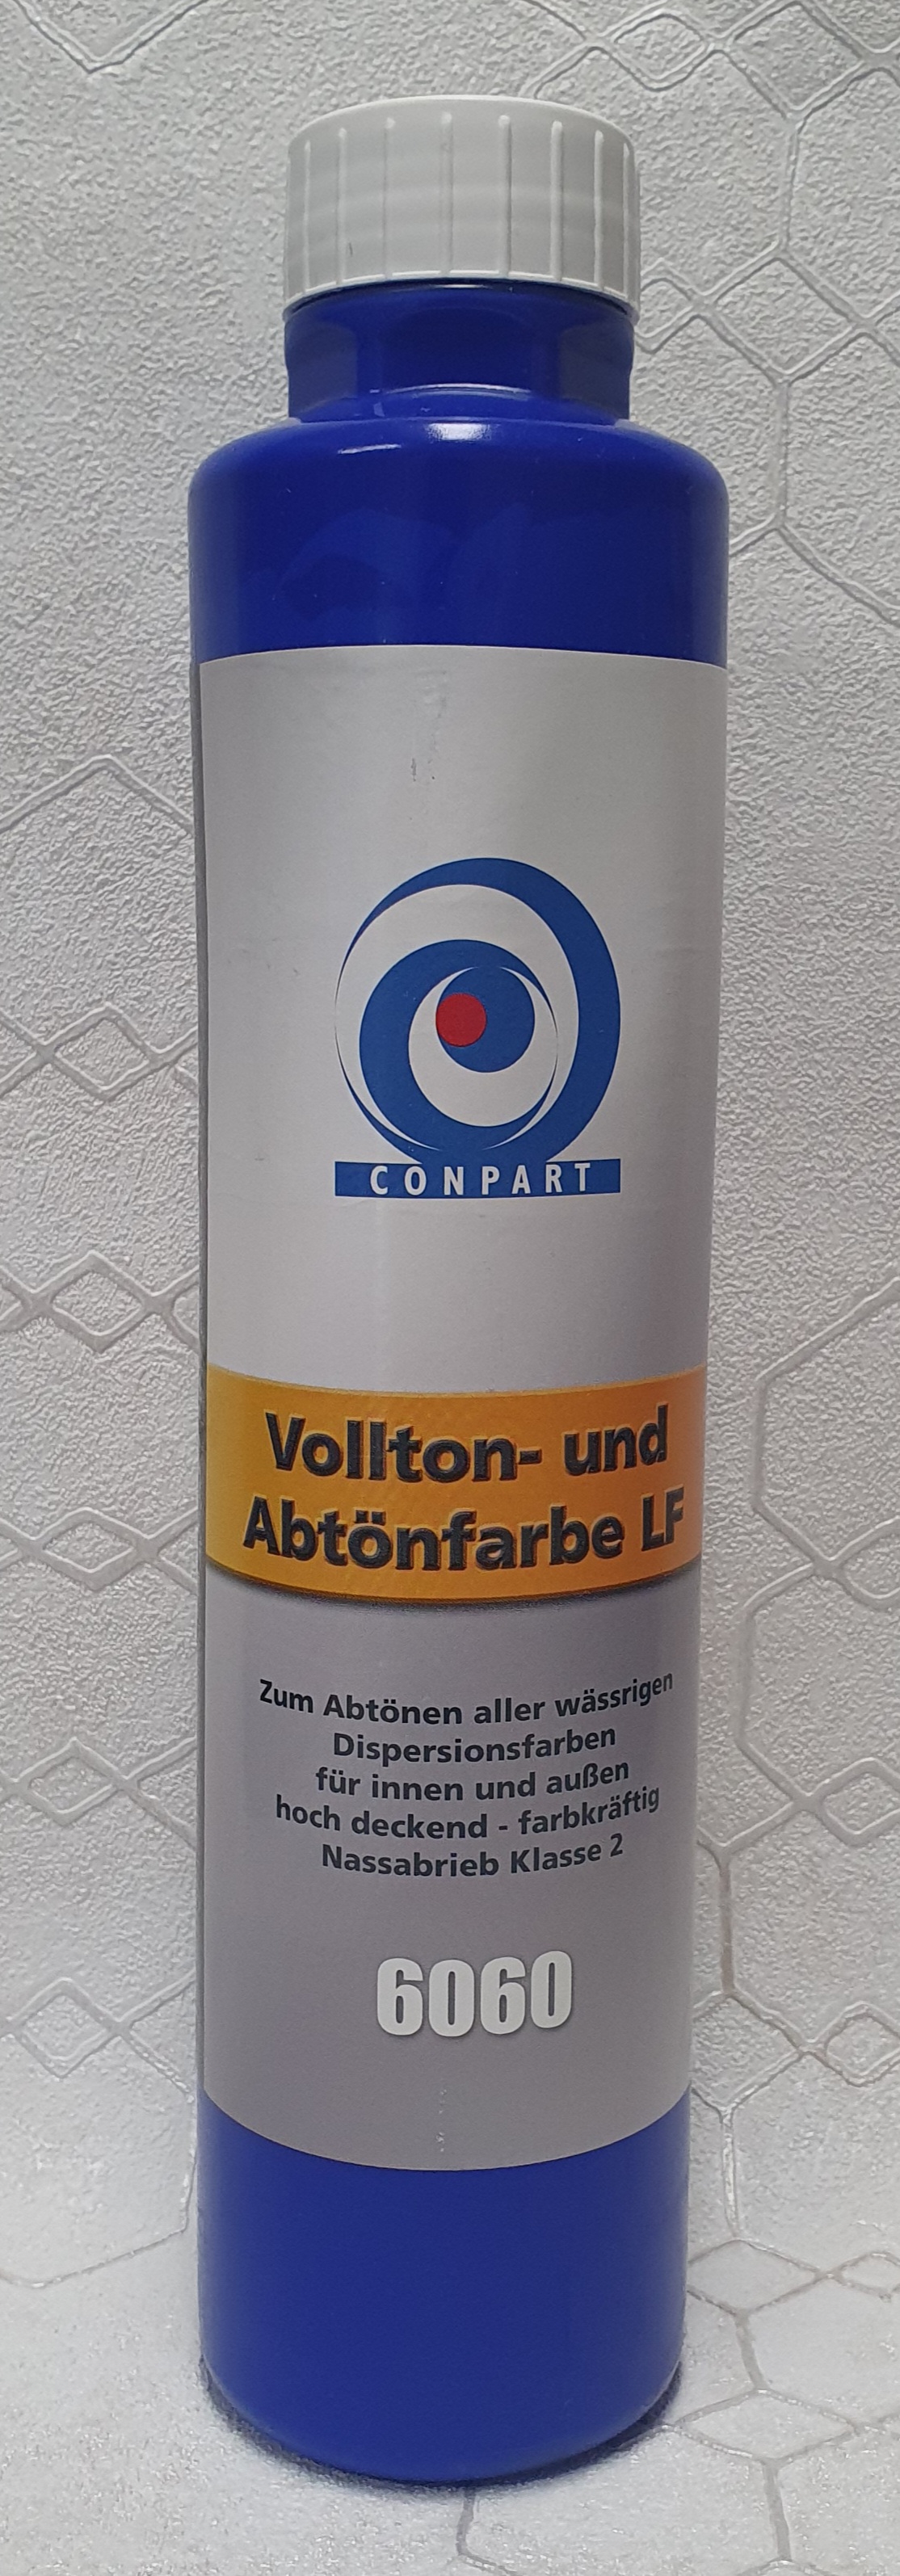 CONPART
Vollton- und
Abtönfarbe LF
Zum Abtönen aller wässrigen
Dispersionsfarben
für innen und außen
hoch deckend - farbkräftig
Nassabrieb Klasse 2
6060